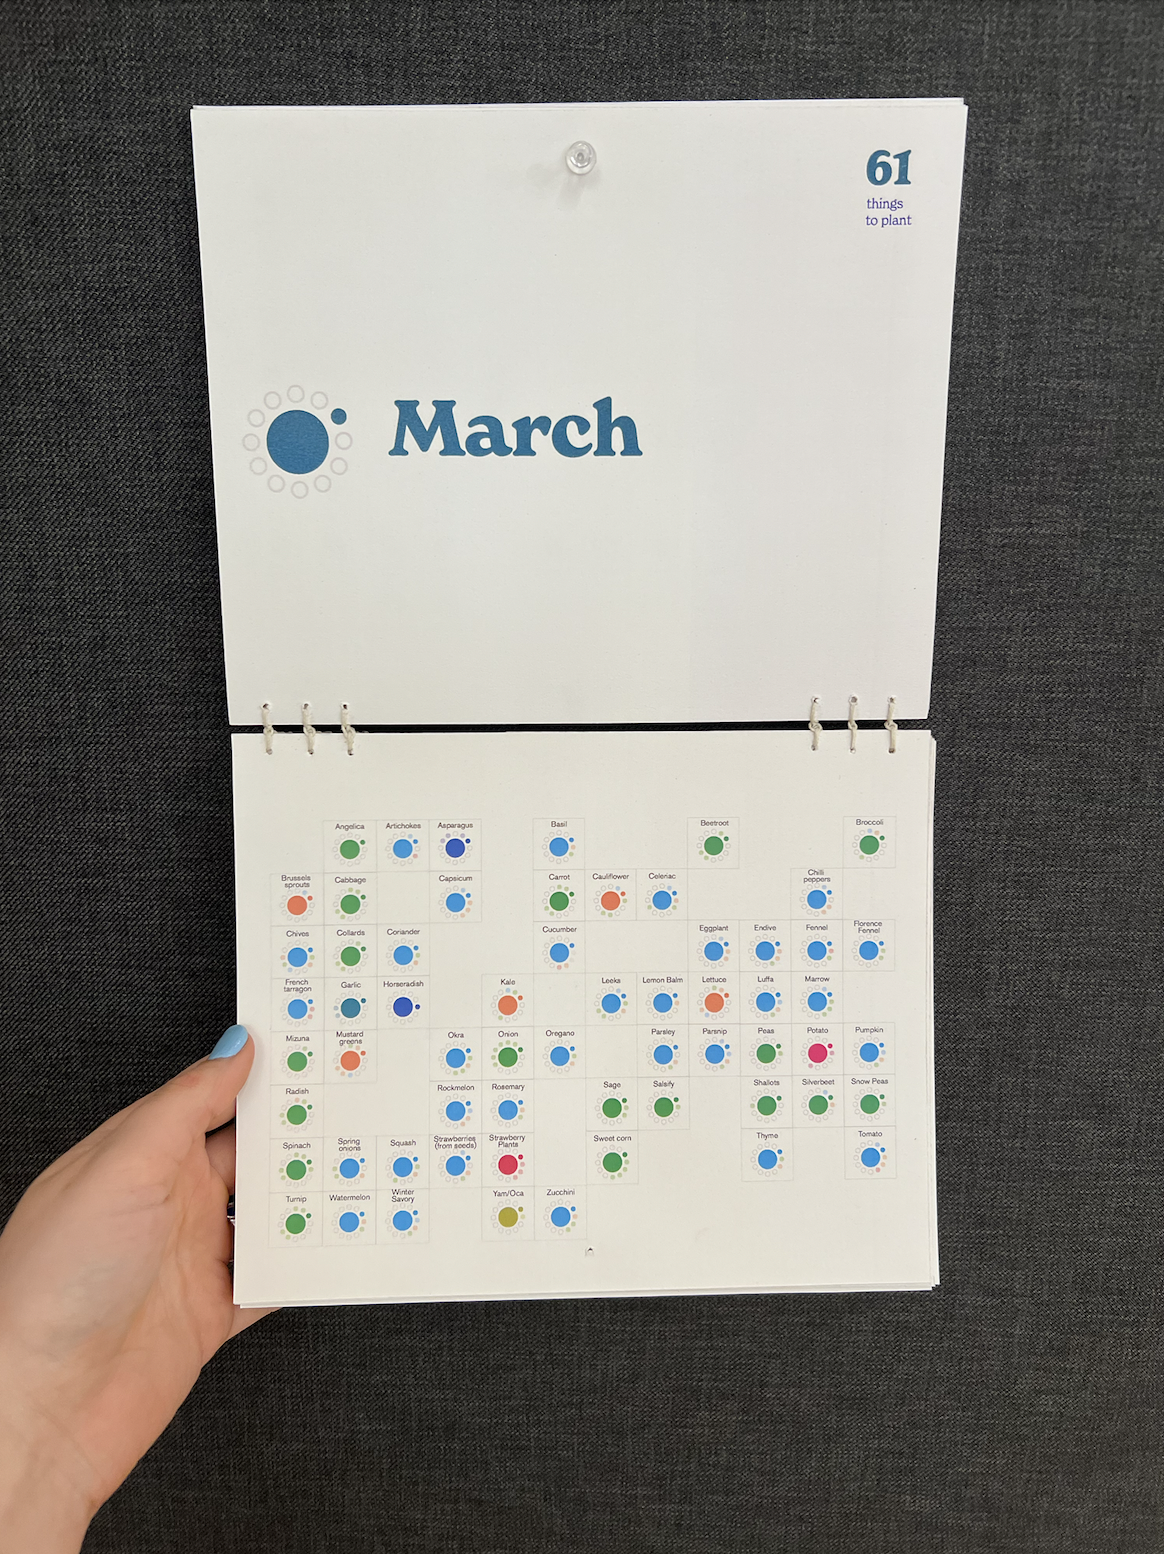 61
things
to plant
March
Angelica
Artichokes
Asparagus
Basil
Beetroot
Broccoli
Brussels
sprouts
Cabbage
Capsicum
Carrot
Cauliflower
Celeriac
Chilli
peppers
Chives
Collards
Coriander
Cucumber
Eggplant
Endive
Fennel
Florence
Fennel
French
tarragon
Garlic
Horseradish
Kale
Leeks
Lemon Balm
Lettuce
Luffa
Marrow
Mizuna
Mustard
greens
Okra
Onion
Oregano
Parsley
Parsnip
Peas
Potato
Pumpkin
Radish
Rockmelon
Rosemary
Sage
Salsify
Shallots
Silverbeet
Snow Peas
Spinach
Spring
onions
Squash
Strawberries
(from seeds)
Strawberry
Plants
Sweet corn
Thyme
Tomato
Turnip
Watermelon
Winter
Savory
Yam/Oca
Zucchini